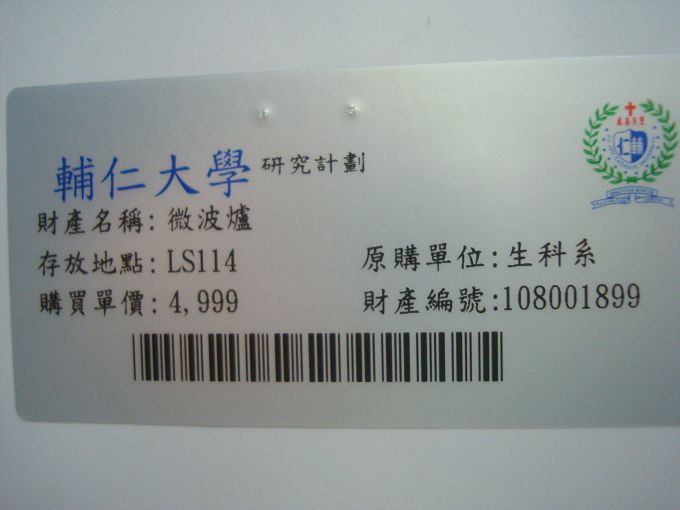 輔仁大學 研究計劃
財產名稱: 微波爐
存放地點: LS114 原購單位: 生科系
購買單價: 4,999 財產編號:108001899